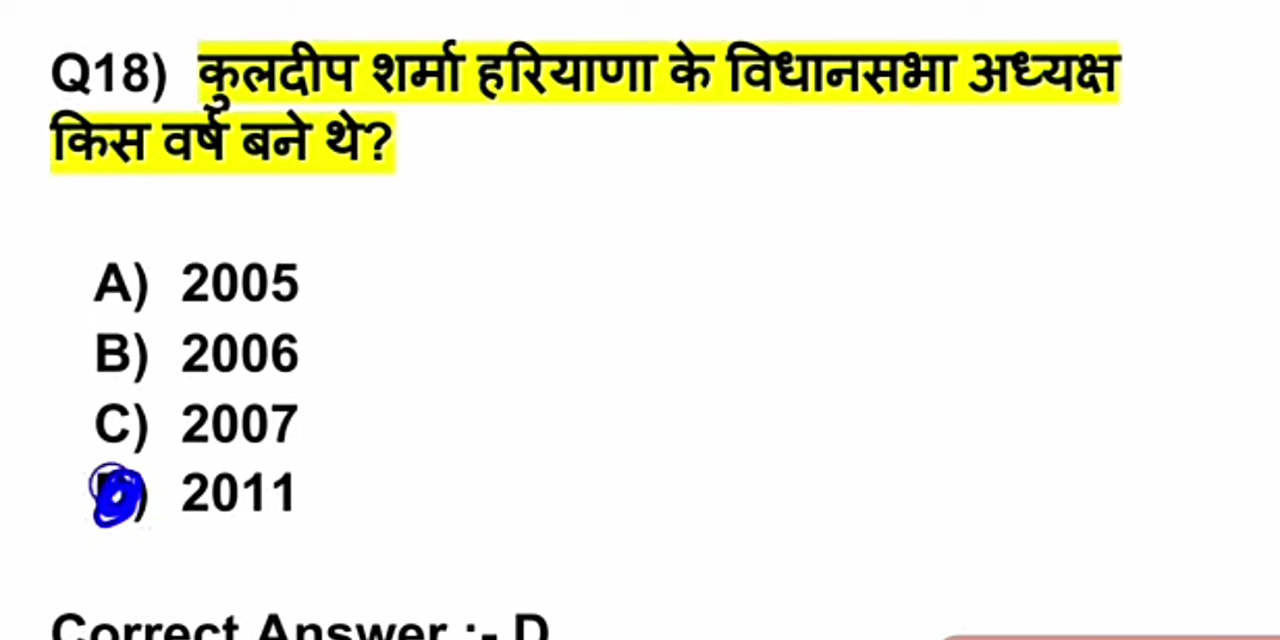 Q18) कुलदीप शर्मा हरियाणा के विधानसभा अध्यक्ष
किस वर्ष बने थे?
A) 2005
B) 2006
C) 2007
D) 2011
Correct Answer :- D